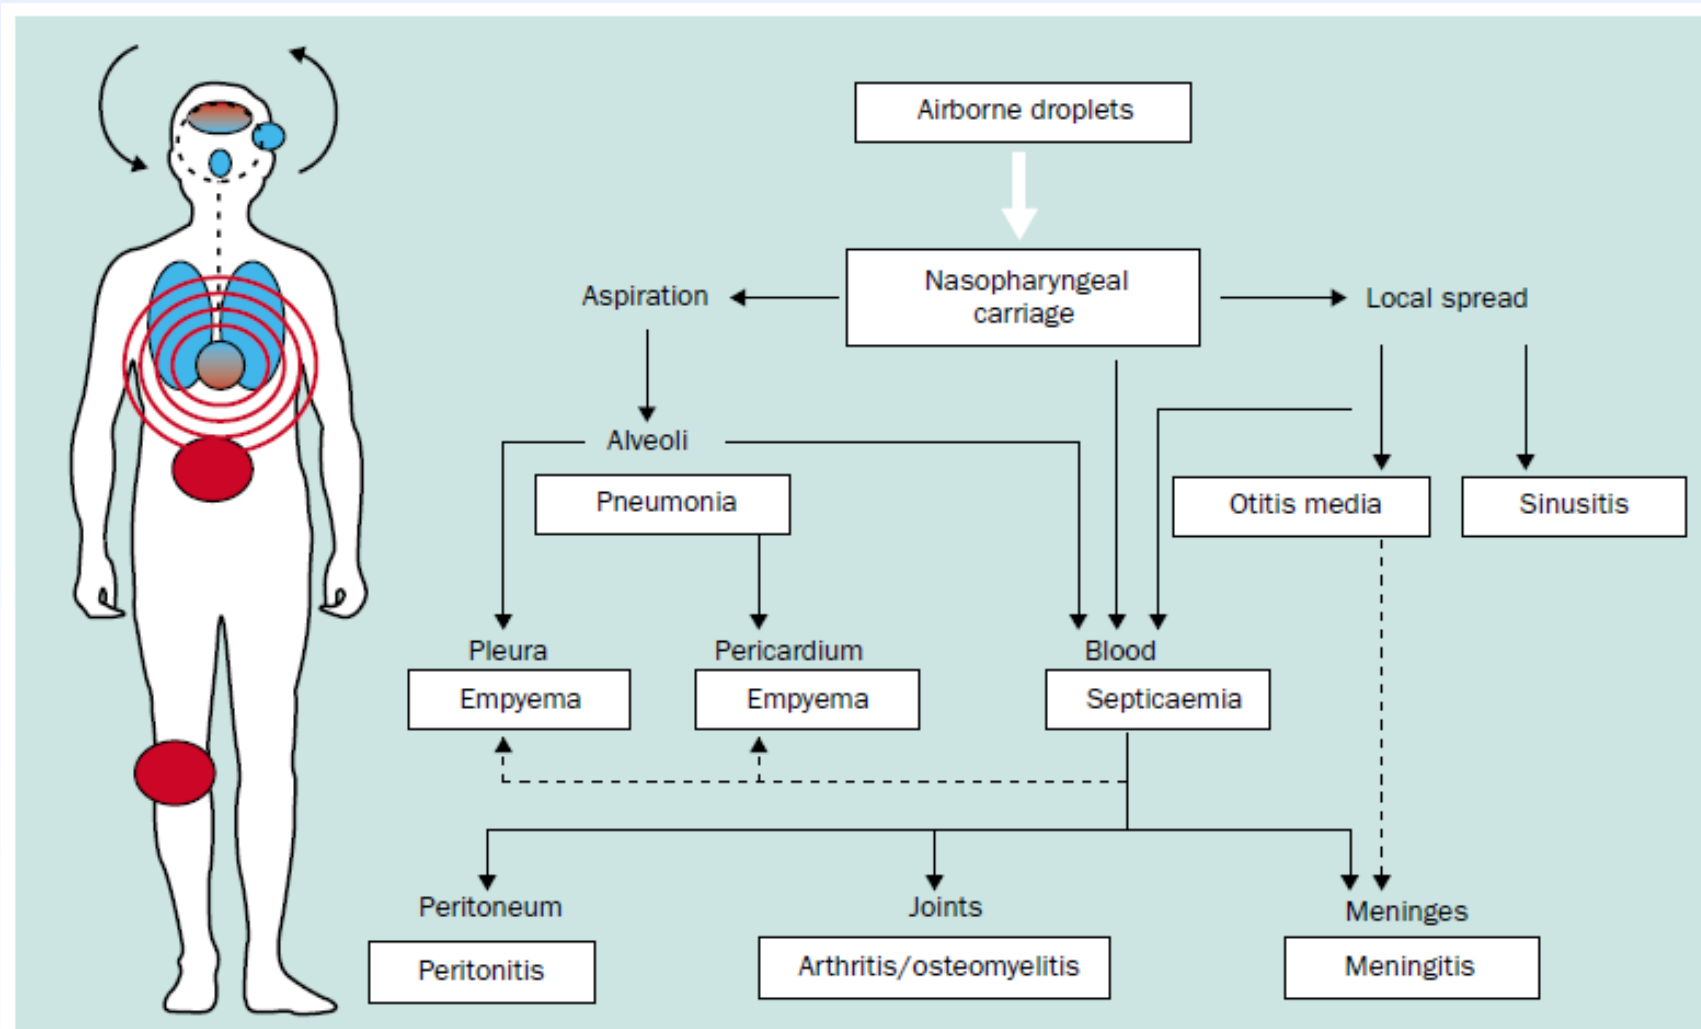 Airborne droplets
Nasopharyngeal
carriage
Aspiration
Local spread
Alveoli
Pneumonia
Otitis media
Sinusitis
Pleura
Pericardium
Blood
Empyema
Empyema
Septicaemia
Peritoneum
Joints
Meninges
Peritonitis
Arthritis/osteomyelitis
Meningitis